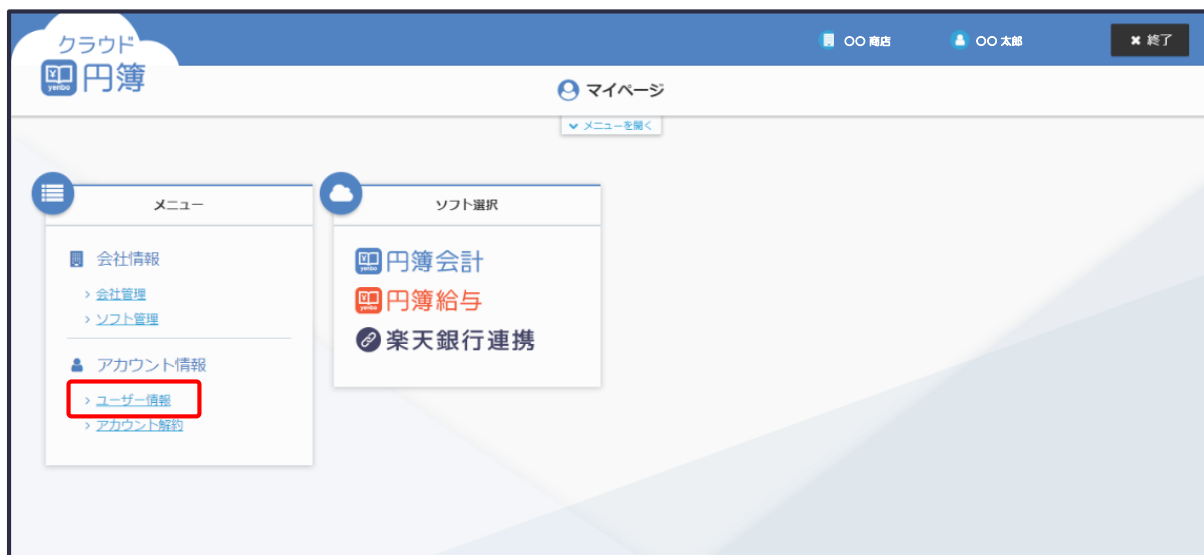 クラウド
円簿
yenbo
〇〇 商店
〇〇 太郎
✖ 終了
マイページ
メニューを開く
メニュー
会社情報
> 会社管理
> ソフト管理
アカウント情報
> ユーザー情報
> アカウント解約
ソフト選択
yenbo
円簿会計
yenbo
円簿給与
楽天銀行連携